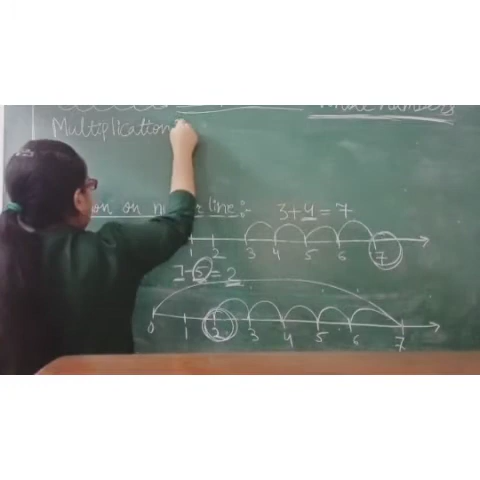 Whole numbers
Multiplication
on on line:- 3+4=7
1 2 3 4 5 6 7
7-5=2
0 1 2 3 4 5 6 7